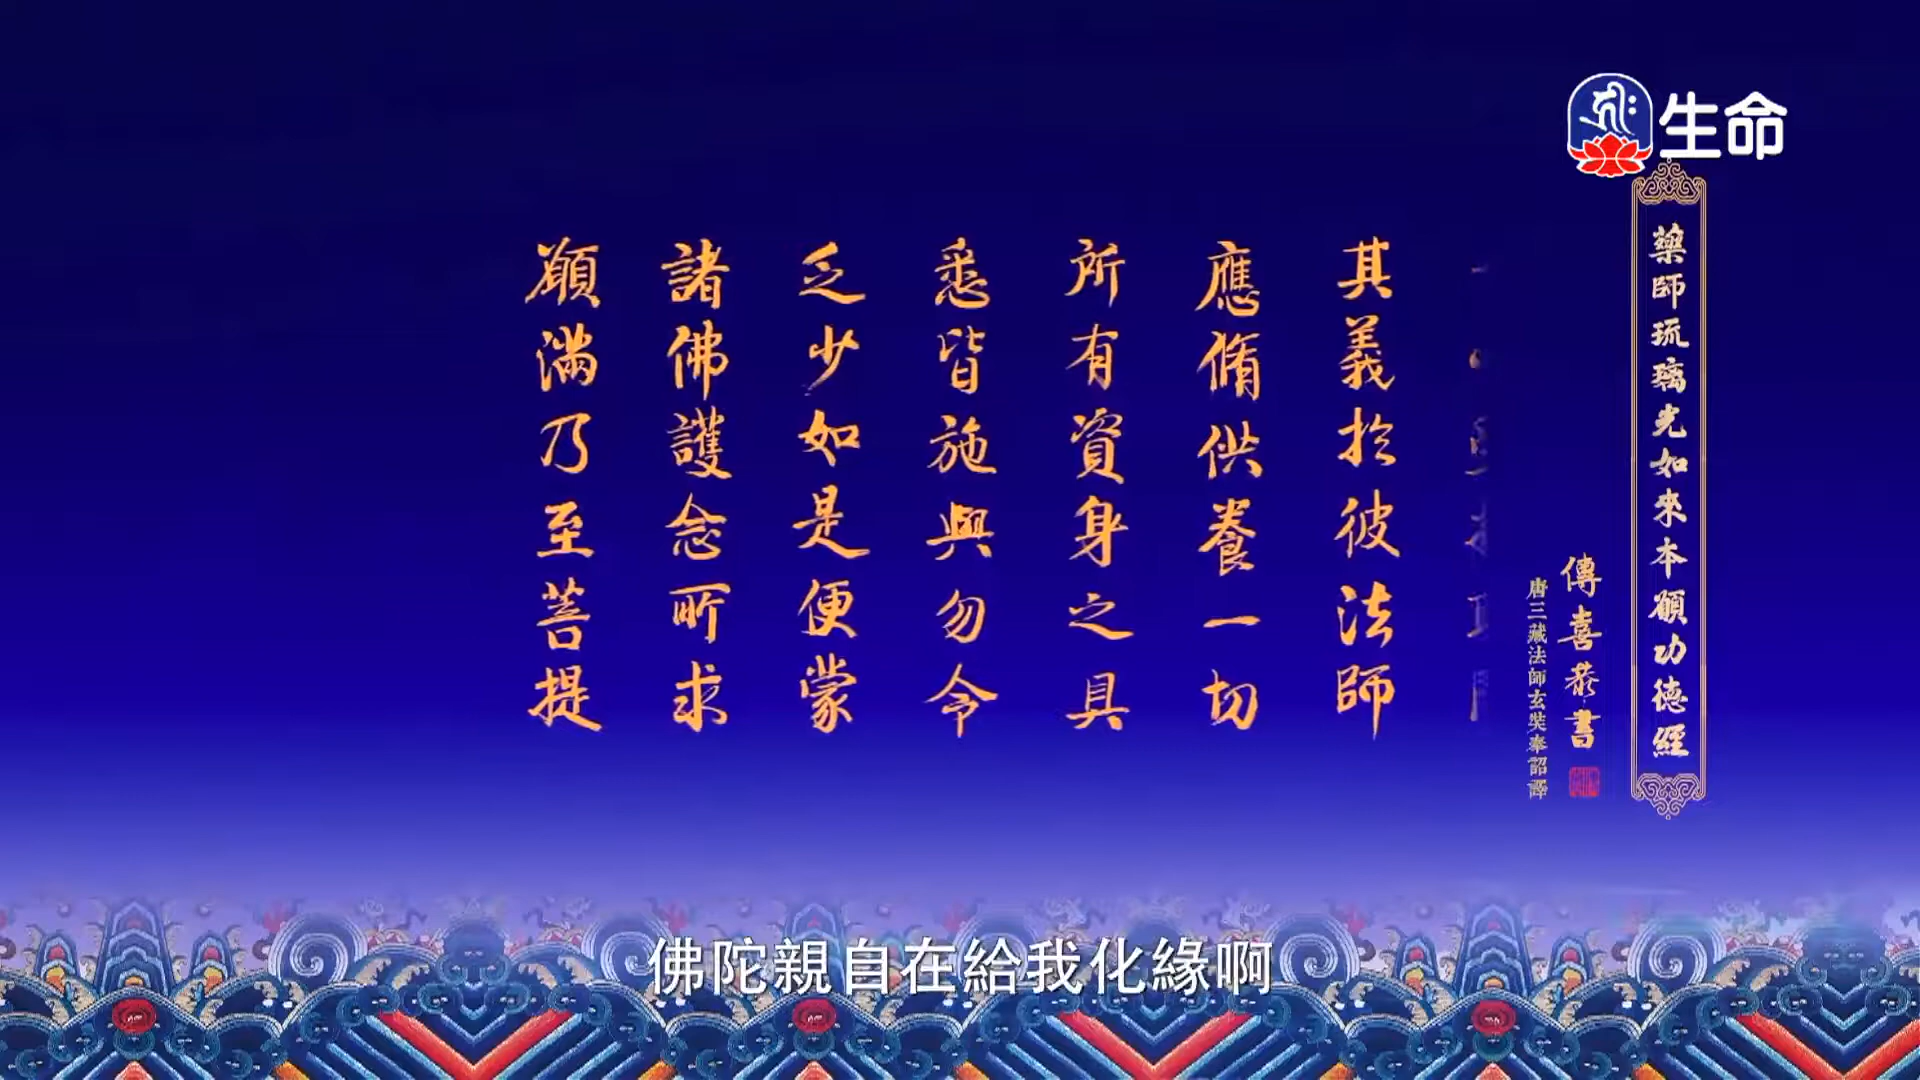 生命
藥師琉璃光如來本願功德經
傳喜恭書
唐三藏法師玄奘奉詔譯
其義於彼法師
應脩供養一切
所有資身之具
悉皆施與勿令
乏少如是便蒙
諸佛護念所求
願滿乃至菩提
佛陀親自在給我化緣啊